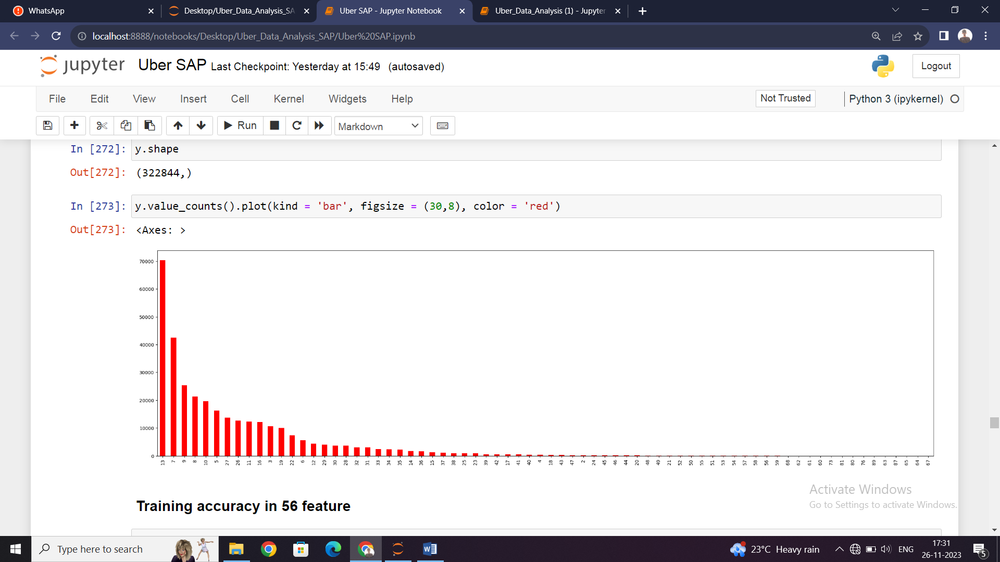 WhatsApp
Desktop/Uber_Data_Analysis_SA
Uber SAP - Jupyter Notebook
Uber_Data_Analysis (1) - Jupyter
localhost:8888/notebooks/Desktop/Uber_Data_Analysis_SAP/Uber%20SAP.ipynb
jupyter Uber SAP Last Checkpoint: Yesterday at 15:49 (autosaved)
Logout
File Edit View Insert Cell Kernel Widgets Help
Not Trusted
Python 3 (ipykernel)
Run
Markdown
In [272]: y.shape
Out[272]: (322844,)
In [273]: y.value_counts().plot(kind = 'bar', figsize = (30,8), color = 'red')
Out[273]: <Axes: >
70000
60000
50000
40000
30000
20000
10000
0
13 7 9 8 10 5 27 26 11 16 3 19 22 6 12 29 30 28 32 31 33 34 35 14 36 15 37 38 25 23 39 42 17 41 40 4 18 43 47 2 24 45 46 44 20 48 49 21 52 50 55 51 53 54 57 58 56 59 68 62 61 60 73 81 80 76 89 63 87 65 64 67
Training accuracy in 56 feature
Activate Windows
Go to Settings to activate Windows.
Type here to search
23°C Heavy rain
ENG
17:31
26-11-2023
5